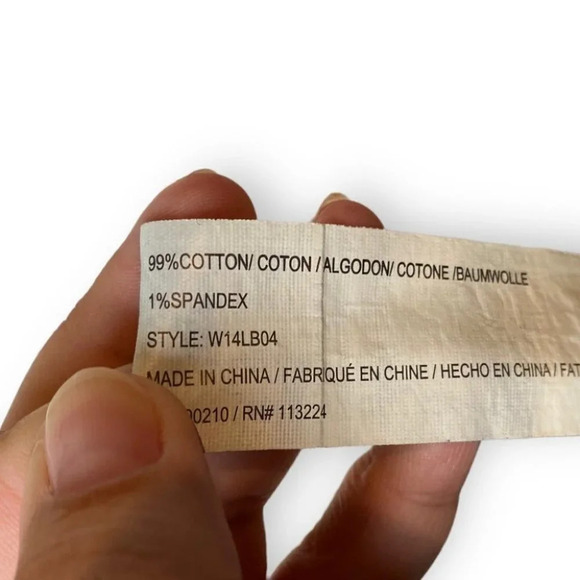 99%COTTON/ COTON /ALGODON/ COTONE /BAUMWOLLE
1%SPANDEX
STYLE: W14LB04
MADE IN CHINA / FABRIQUÉ EN CHINE / HECHO EN CHINA /
/ RN# 113224